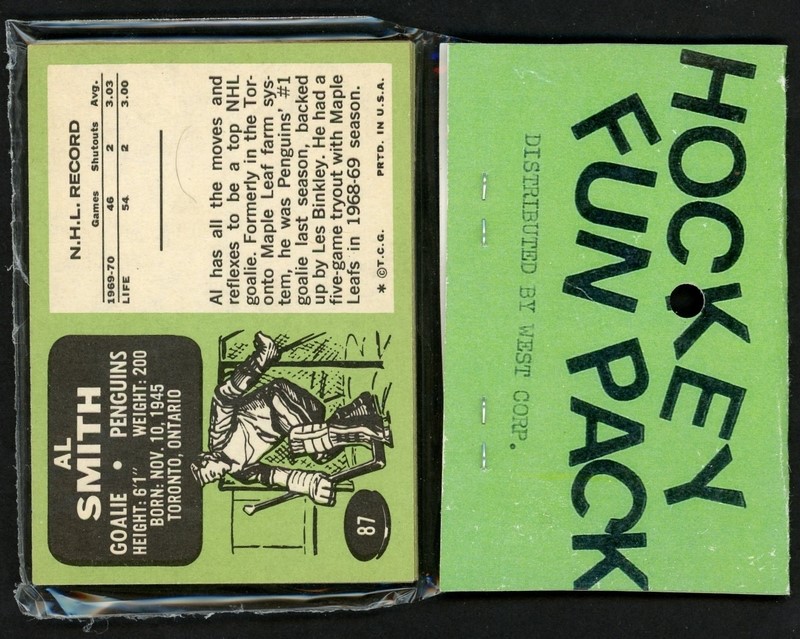 AL
SMITH
GOALIE • PENGUINS
HEIGHT: 6'1" WEIGHT: 200
BORN: NOV. 10, 1945
TORONTO, ONTARIO
87
N.H.L. RECORD
Games Shutouts Avg.
1969-70 46 2 3.03
LIFE 54 2 3.00
Al has all the moves and
reflexes to be a top NHL
goalie. Formerly in the Tor-
onto Maple Leaf farm sys-
tem, he was Penguins' #1
goalie last season, backed
up by Les Binkley. He had a
five-game tryout with Maple
Leafs in 1968-69 season.
* ©T.C.G. PRTD. IN U.S.A.
HOCKEY
FUN PACK
DISTRIBUTED BY WEST CORP.